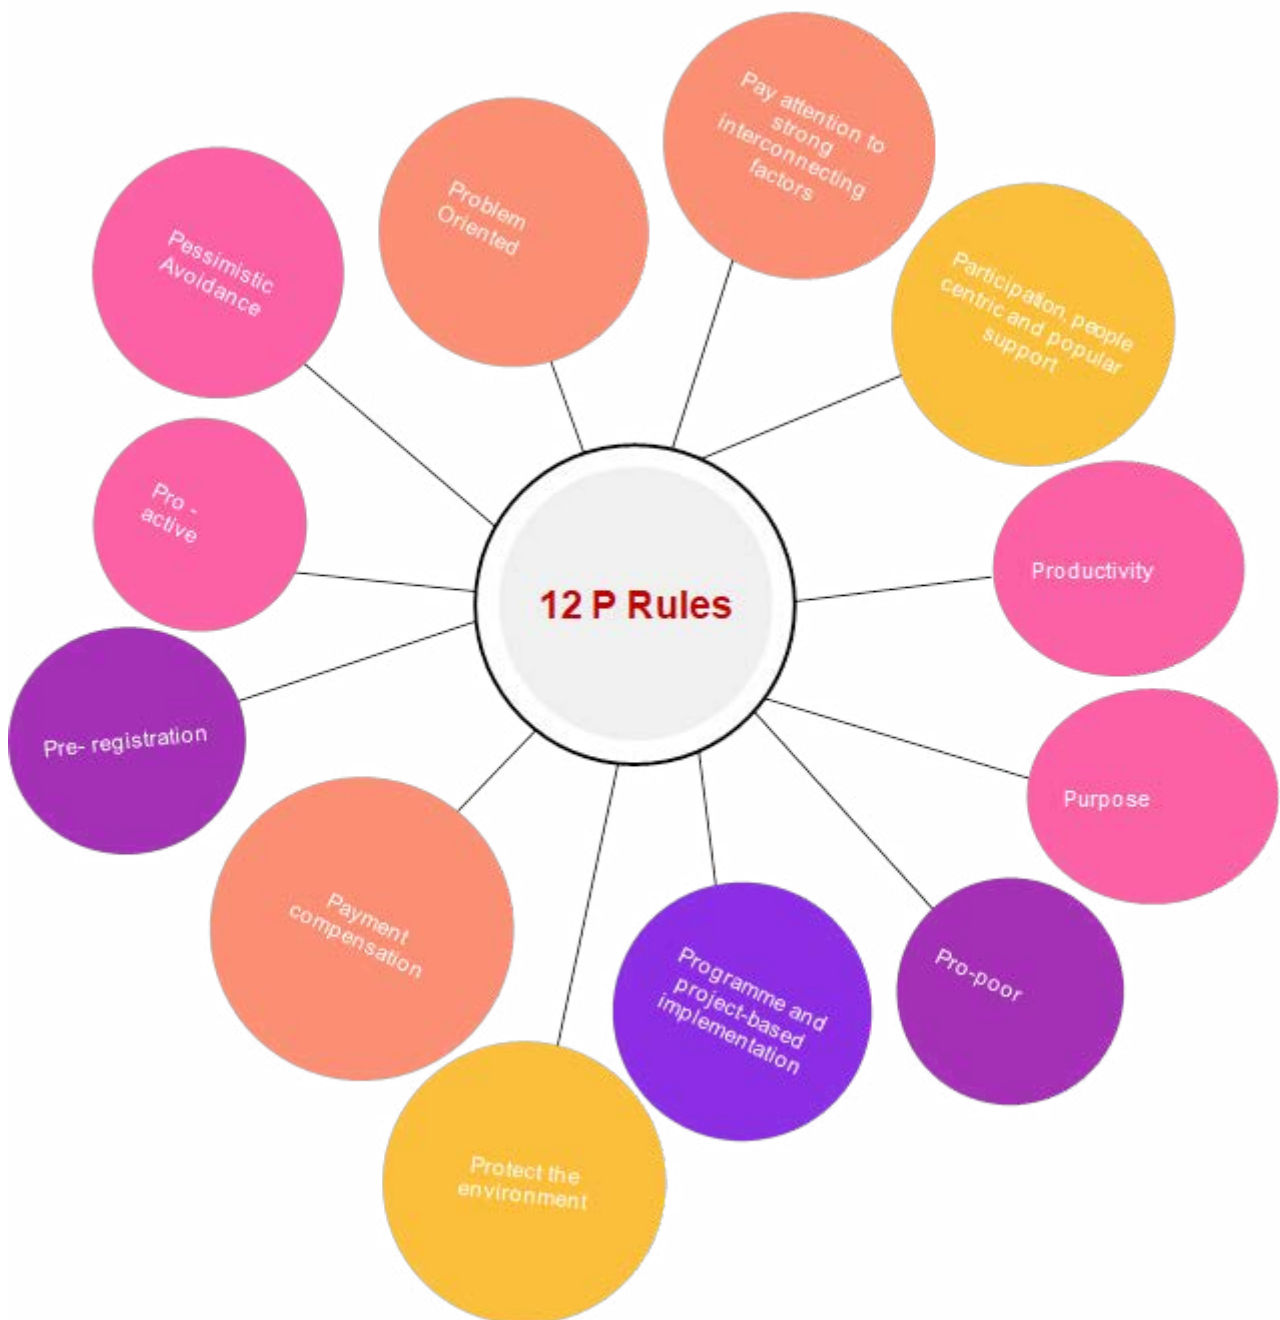 Pay attention to
strong
interconnecting
factors
Problem
Oriented
Pessimistic
Avoidance
Participation, people
centric and popular
support
Pro -
active
Productivity
12 P Rules
Pre- registration
Purpose
Payment
compensation
Programme and
project-based
implementation
Pro-poor
Protect the
environment